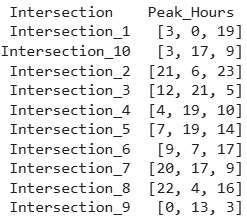 Intersection Peak_Hours
Intersection_1 [3, 0, 19]
Intersection_10 [3, 17, 9]
Intersection_2 [21, 6, 23]
Intersection_3 [12, 21, 5]
Intersection_4 [4, 19, 10]
Intersection_5 [7, 19, 14]
Intersection_6 [9, 7, 17]
Intersection_7 [20, 17, 9]
Intersection_8 [22, 4, 16]
Intersection_9 [0, 13, 3]